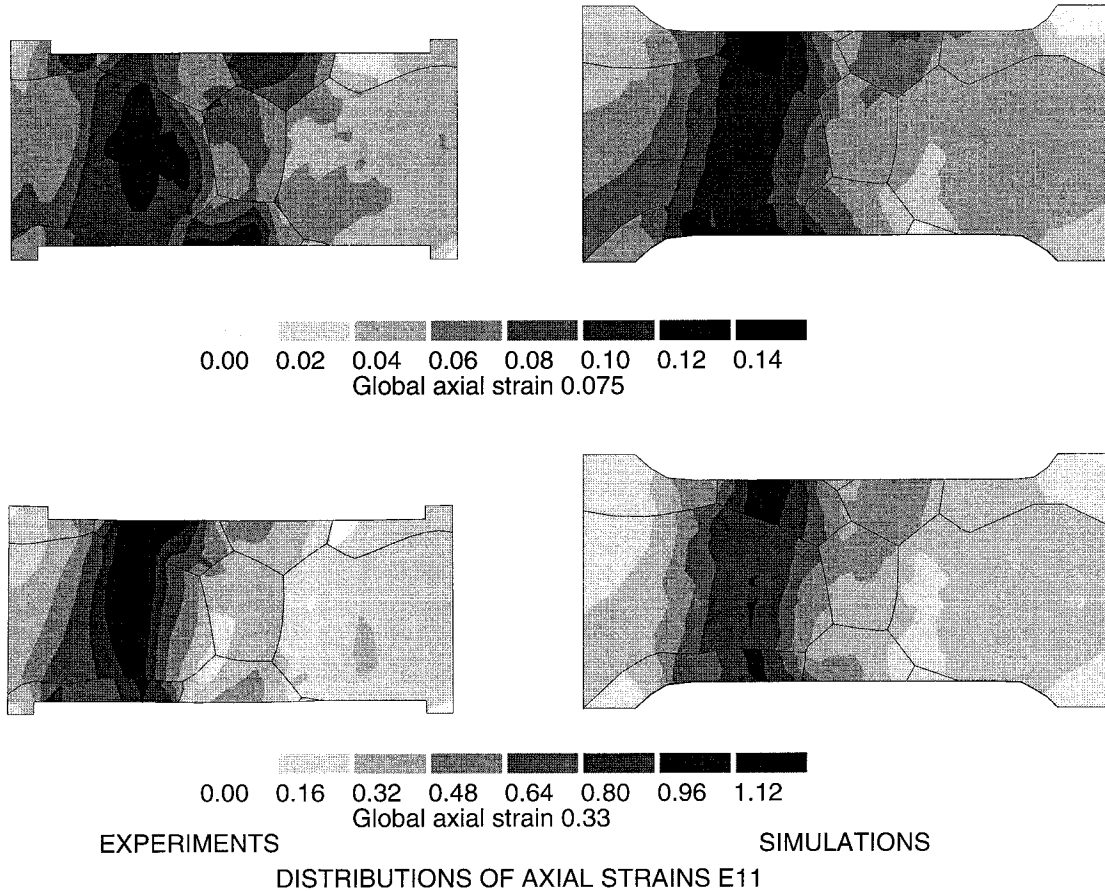 0.00 0.02 0.04 0.06 0.08 0.10 0.12 0.14
Global axial strain 0.075
0.00 0.16 0.32 0.48 0.64 0.80 0.96 1.12
Global axial strain 0.33
EXPERIMENTS SIMULATIONS
DISTRIBUTIONS OF AXIAL STRAINS E11